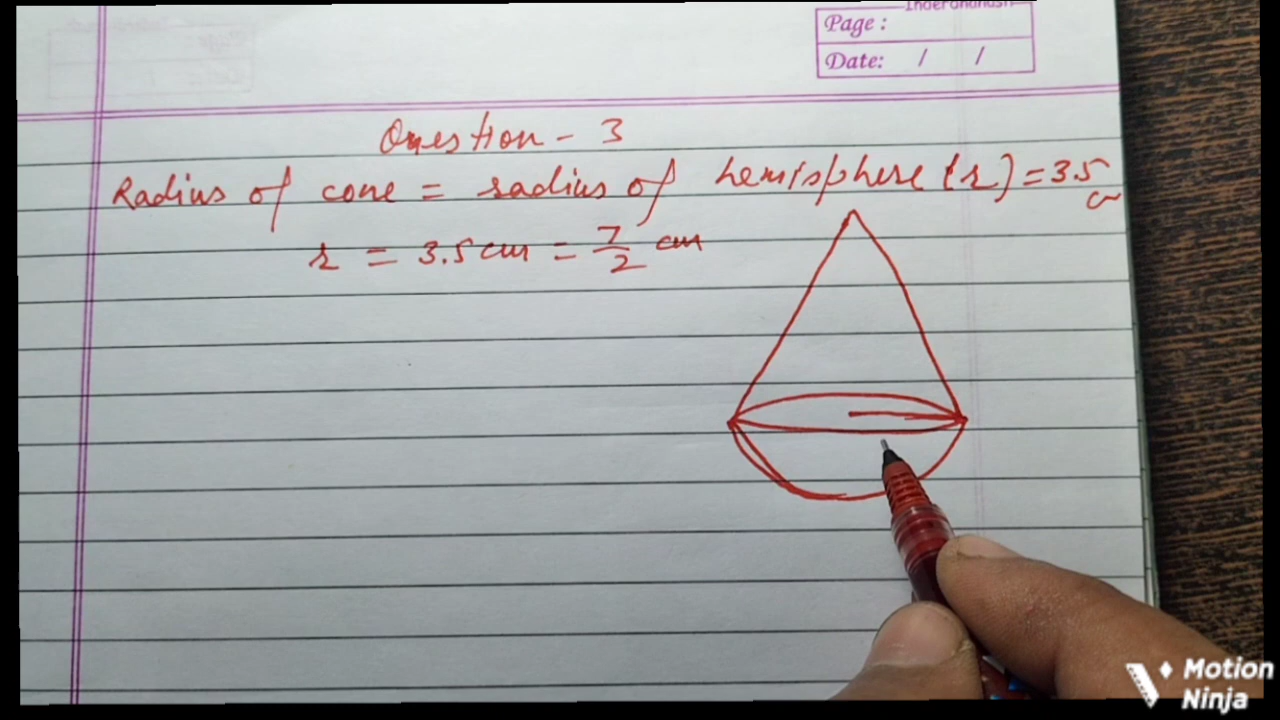 Page :
Date: / /
Question - 3
Radius of cone = radius of hemisphere (r) = 3.5 cm
r = 3.5 cm = 7/2 cm
Motion
Ninja